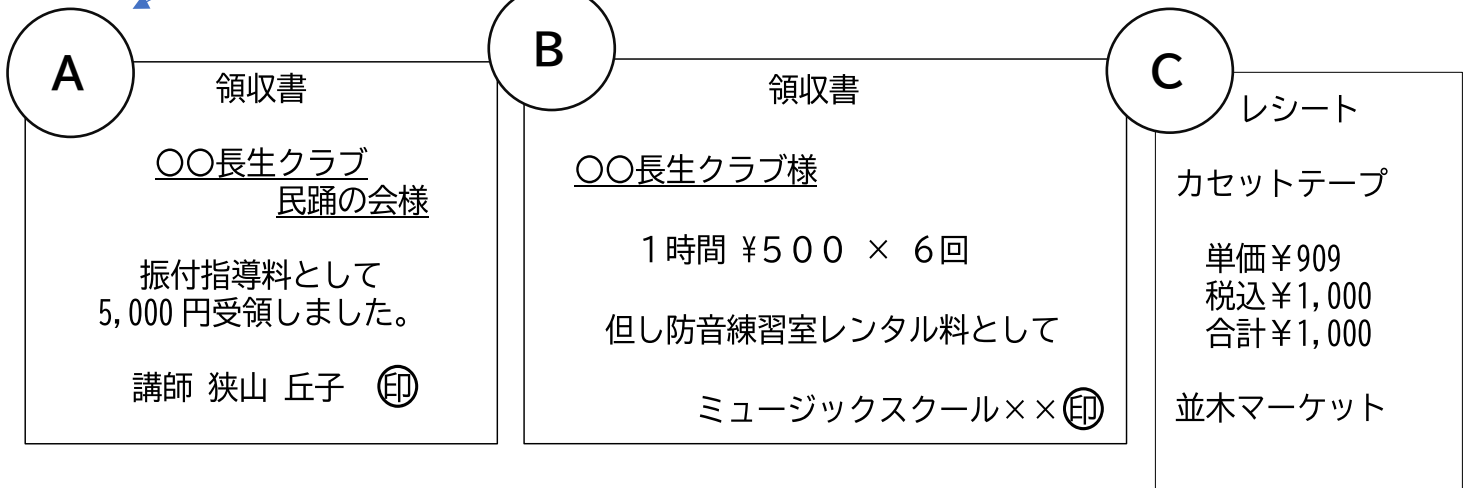 A
領収書
〇〇長生クラブ
民踊の会様
振付指導料として
5,000円受領しました。
講師 狭山 丘子 印
B
領収書
〇〇長生クラブ様
１時間 ¥５００ × ６回
但し防音練習室レンタル料として
ミュージックスクール××印
C
レシート
カセットテープ
単価￥909
税込￥1,000
合計￥1,000
並木マーケット